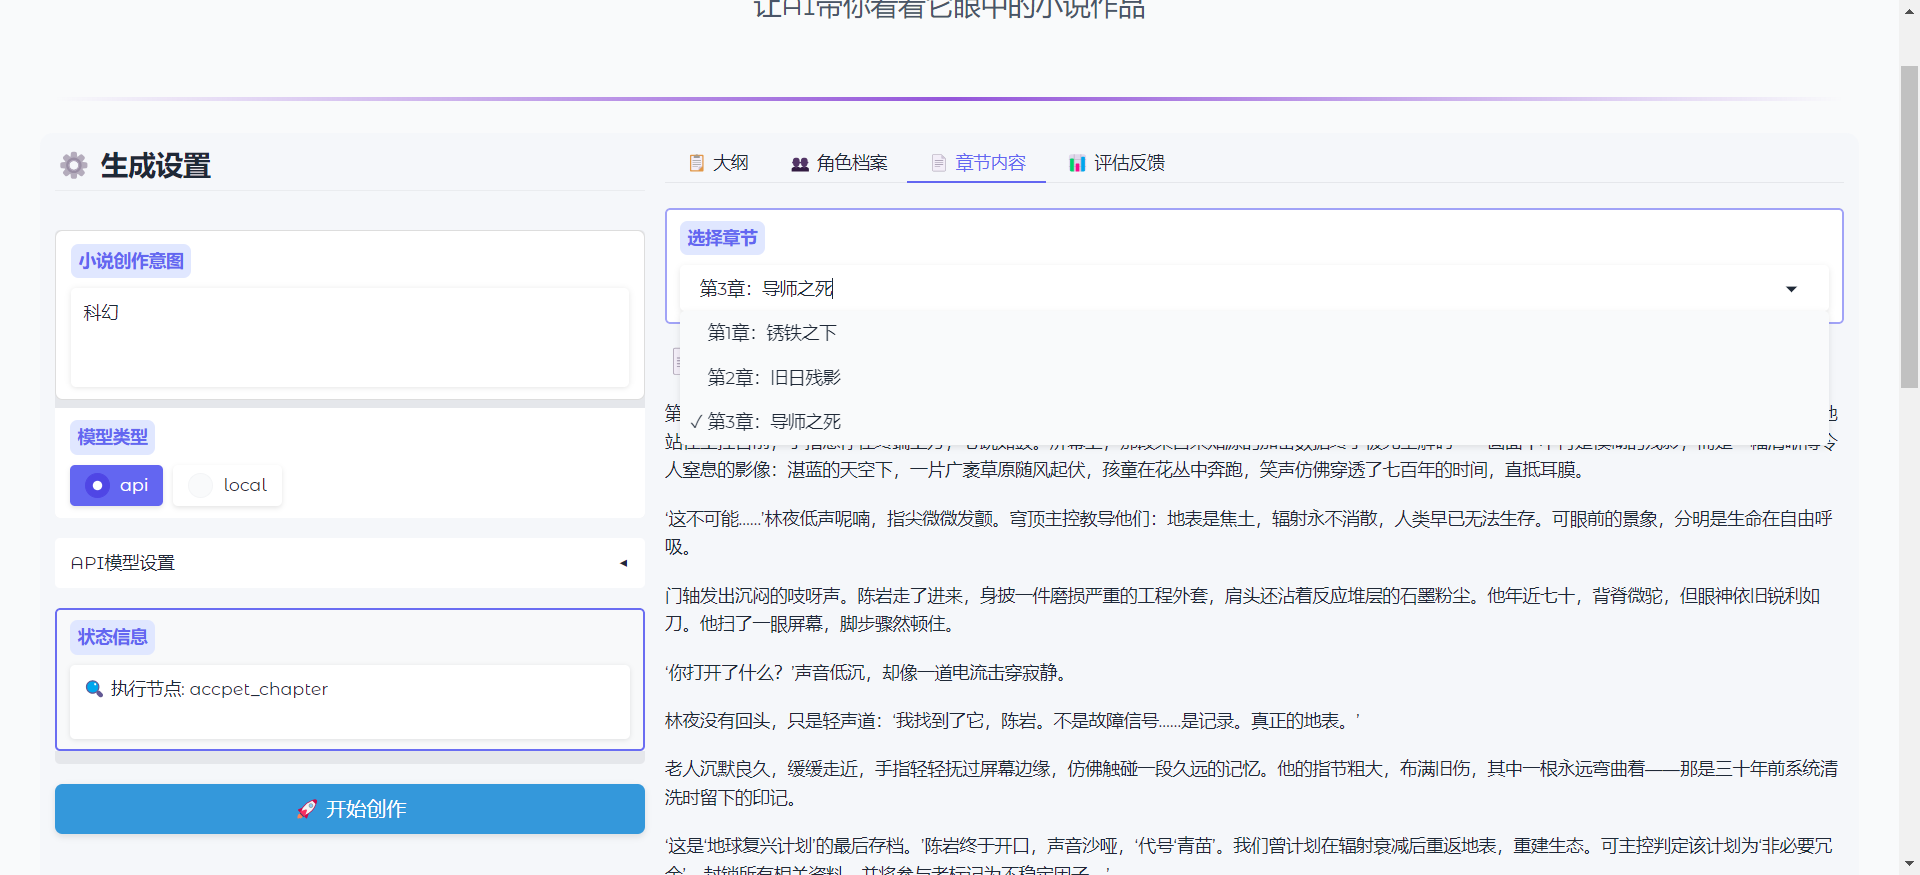 让AI带你看看它眼中的小说作品
生成设置
小说创作意图
科幻
模型类型
api
local
API模型设置
状态信息
执行节点: accpet_chapter
开始创作
大纲
角色档案
章节内容
评估反馈
选择章节
第3章：导师之死
第1章：锈铁之下
第2章：旧日残影
✓ 第3章：导师之死
第
人窒息的影像：湛蓝的天空下，一片广袤草原随风起伏，孩童在花丛中奔跑，笑声仿佛穿透了七百年的时间，直抵耳膜。
‘这不可能……’林夜低声呢喃，指尖微微发颤。穹顶主控教导他们：地表是焦土，辐射永不消散，人类早已无法生存。可眼前的景象，分明是生命在自由呼
吸。
门轴发出沉闷的吱呀声。陈岩走了进来，身披一件磨损严重的工程外套，肩头还沾着反应堆层的石墨粉尘。他年近七十，背脊微驼，但眼神依旧锐利如
刀。他扫了一眼屏幕，脚步骤然顿住。
‘你打开了什么？’声音低沉，却像一道电流击穿寂静。
林夜没有回头，只是轻声道：‘我找到了它，陈岩。不是故障信号……是记录。真正的地表。’
老人沉默良久，缓缓走近，手指轻轻抚过屏幕边缘，仿佛触碰一段久远的记忆。他的指节粗大，布满旧伤，其中一根永远弯曲着——那是三十年前系统清
洗时留下的印记。
‘这是‘地球复兴计划’的最后存档。’陈岩终于开口，声音沙哑，‘代号‘青苗’。我们曾计划在辐射衰减后重返地表，重建生态。可主控判定该计划为‘非必要冗
余’，封锁所有相关资料，并将参与者标记为不稳定因子。’